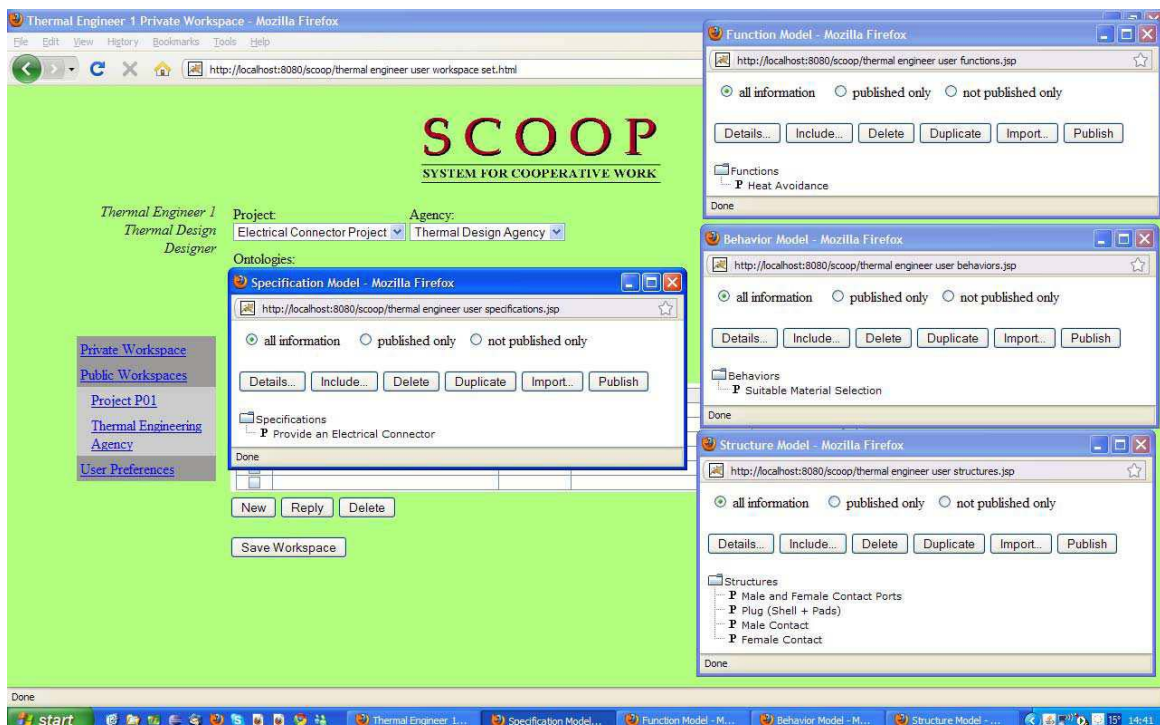 Thermal Engineer 1 Private Workspace - Mozilla Firefox
File Edit View History Bookmarks Tools Help
http://localhost:8080/scoop/thermal engineer user workspace set.html
SCOOP
SYSTEM FOR COOPERATIVE WORK
Thermal Engineer 1
Thermal Design
Designer
Project: Agency:
Electrical Connector Project Thermal Design Agency
Ontologies:
Private Workspace
Public Workspaces
Project P01
Thermal Engineering
Agency
User Preferences
Specification Model - Mozilla Firefox
http://localhost:8080/scoop/thermal engineer user specifications.jsp
all information published only not published only
Details... Include... Delete Duplicate Import... Publish
Specifications
P Provide an Electrical Connector
Done
New Reply Delete
Save Workspace
Function Model - Mozilla Firefox
http://localhost:8080/scoop/thermal engineer user functions.jsp
all information published only not published only
Details... Include... Delete Duplicate Import... Publish
Functions
P Heat Avoidance
Done
Behavior Model - Mozilla Firefox
http://localhost:8080/scoop/thermal engineer user behaviors.jsp
all information published only not published only
Details... Include... Delete Duplicate Import... Publish
Behaviors
P Suitable Material Selection
Done
Structure Model - Mozilla Firefox
http://localhost:8080/scoop/thermal engineer user structures.jsp
all information published only not published only
Details... Include... Delete Duplicate Import... Publish
Structures
P Male and Female Contact Ports
P Plug (Shell + Pads)
P Male Contact
P Female Contact
Done
Done
start Thermal Engineer 1... Specification Model... Function Model - M... Behavior Model - M... Structure Model - ... 15° 14:41